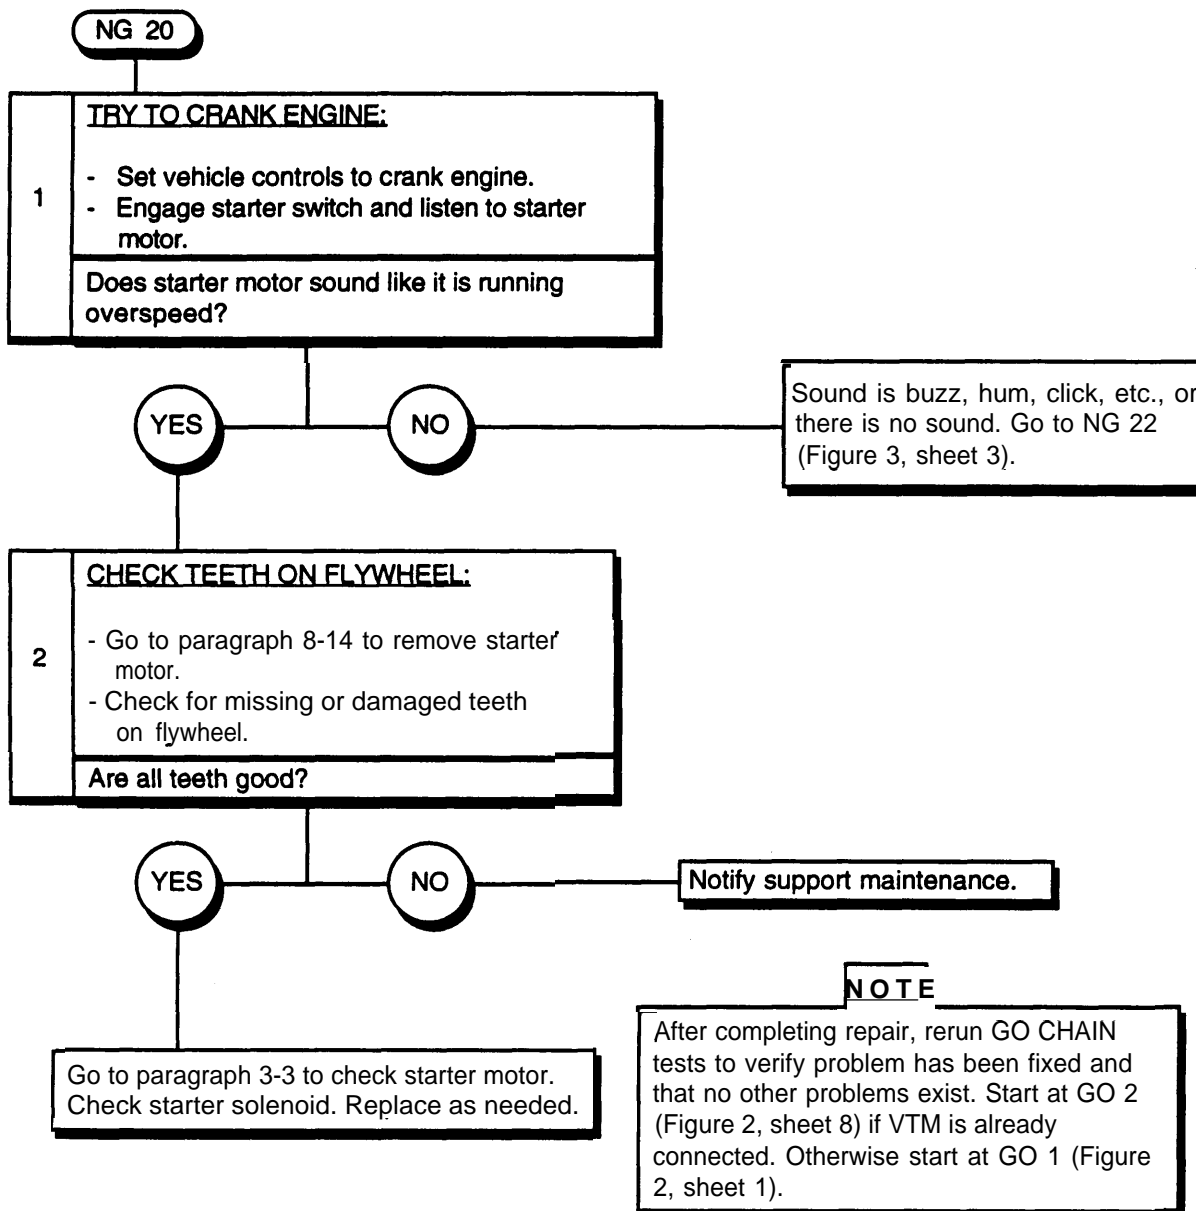 NG 20
1
TRY TO CRANK ENGINE:
- Set vehicle controls to crank engine.
- Engage starter switch and listen to starter
motor.
Does starter motor sound like it is running
overspeed?
YES
NO
Sound is buzz, hum, click, etc., or
there is no sound. Go to NG 22
(Figure 3, sheet 3).
2
CHECK TEETH ON FLYWHEEL:
- Go to paragraph 8-14 to remove starter
motor.
- Check for missing or damaged teeth
on flywheel.
Are all teeth good?
YES
NO
Notify support maintenance.
Go to paragraph 3-3 to check starter motor.
Check starter solenoid. Replace as needed.
NOTE
After completing repair, rerun GO CHAIN
tests to verify problem has been fixed and
that no other problems exist. Start at GO 2
(Figure 2, sheet 8) if VTM is already
connected. Otherwise start at GO 1 (Figure
2, sheet 1).